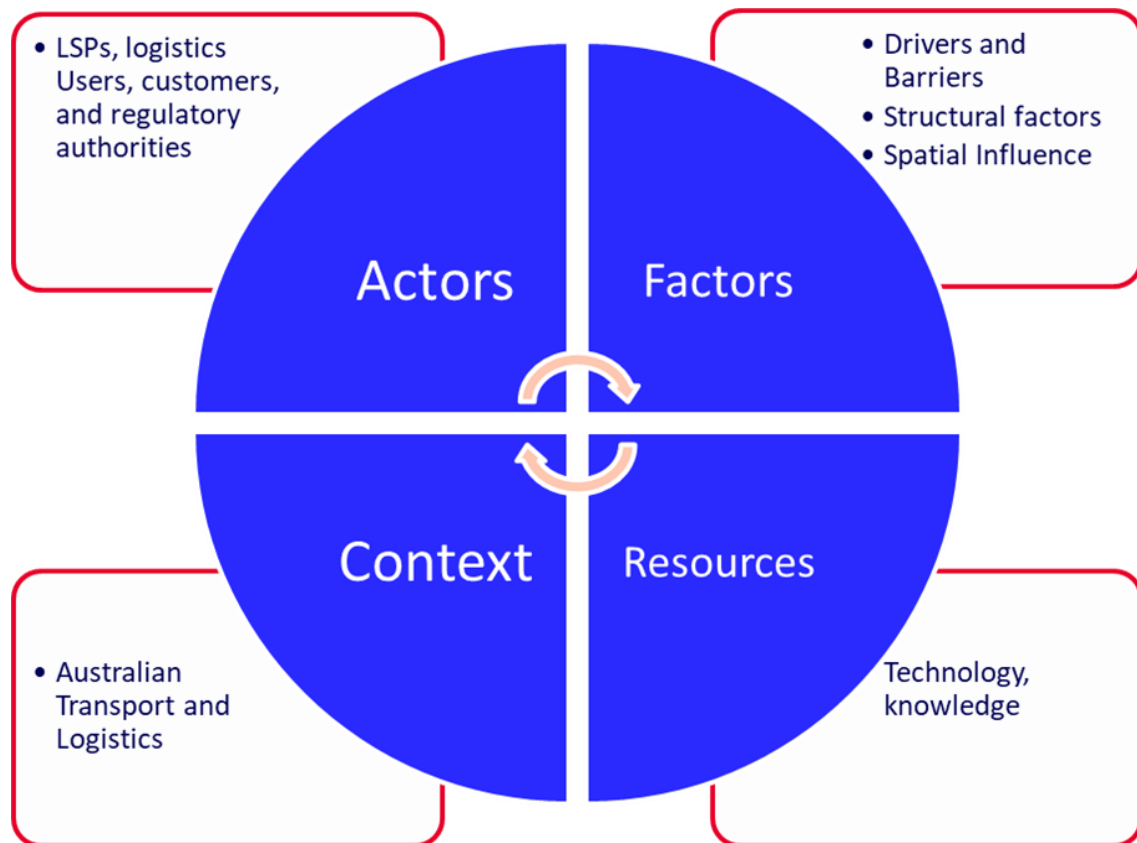 • LSPs, logistics
Users, customers,
and regulatory
authorities
• Drivers and
Barriers
• Structural factors
• Spatial Influence
Actors
Factors
Context
Resources
• Australian
Transport and
Logistics
Technology,
knowledge